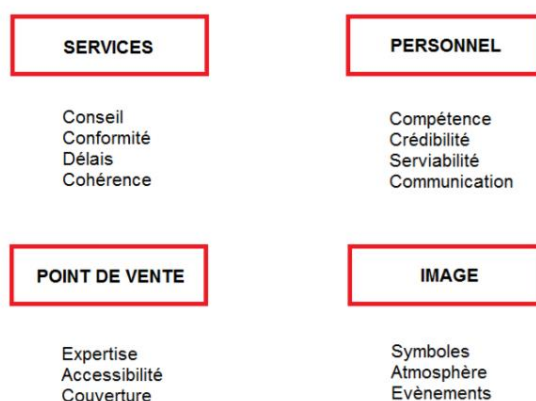 SERVICES
Conseil
Conformité
Délais
Cohérence
PERSONNEL
Compétence
Crédibilité
Serviabilité
Communication
POINT DE VENTE
Expertise
Accessibilité
Couverture
IMAGE
Symboles
Atmosphère
Evènements